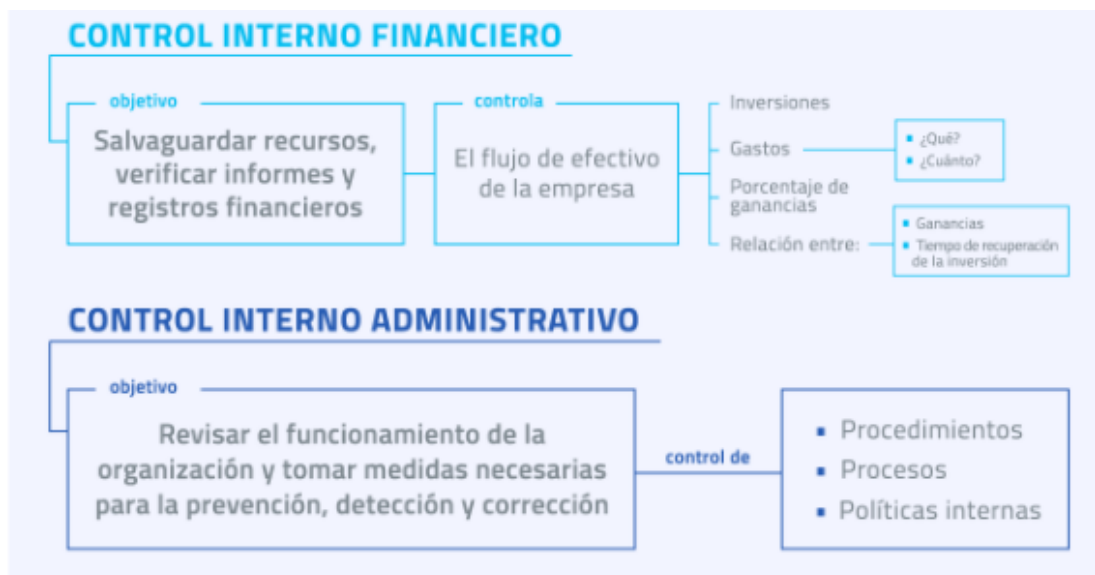 CONTROL INTERNO FINANCIERO
objetivo
Salvaguardar recursos,
verificar informes y
registros financieros
controla
El flujo de efectivo
de la empresa
Inversiones
Gastos
▪ ¿Qué?
▪ ¿Cuánto?
Porcentaje de
ganancias
Relación entre:
▪ Ganancias
▪ Tiempo de recuperación
de la inversión
CONTROL INTERNO ADMINISTRATIVO
objetivo
Revisar el funcionamiento de la
organización y tomar medidas necesarias
para la prevención, detección y corrección
control de
▪ Procedimientos
▪ Procesos
▪ Políticas internas